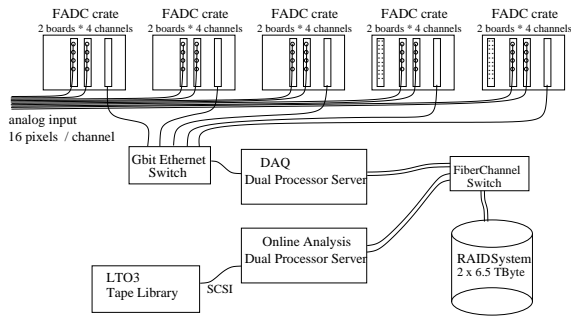 FADC crate FADC crate FADC crate FADC crate FADC crate
2 boards * 4 channels 2 boards * 4 channels 2 boards * 4 channels 2 boards * 4 channels 2 boards * 4 channels
analog input
16 pixels / channel
Gbit Ethernet
Switch
DAQ
Dual Processor Server
FiberChannel
Switch
Online Analysis
Dual Processor Server
RAIDSystem
2 x 6.5 TByte
LTO3
Tape Library
SCSI